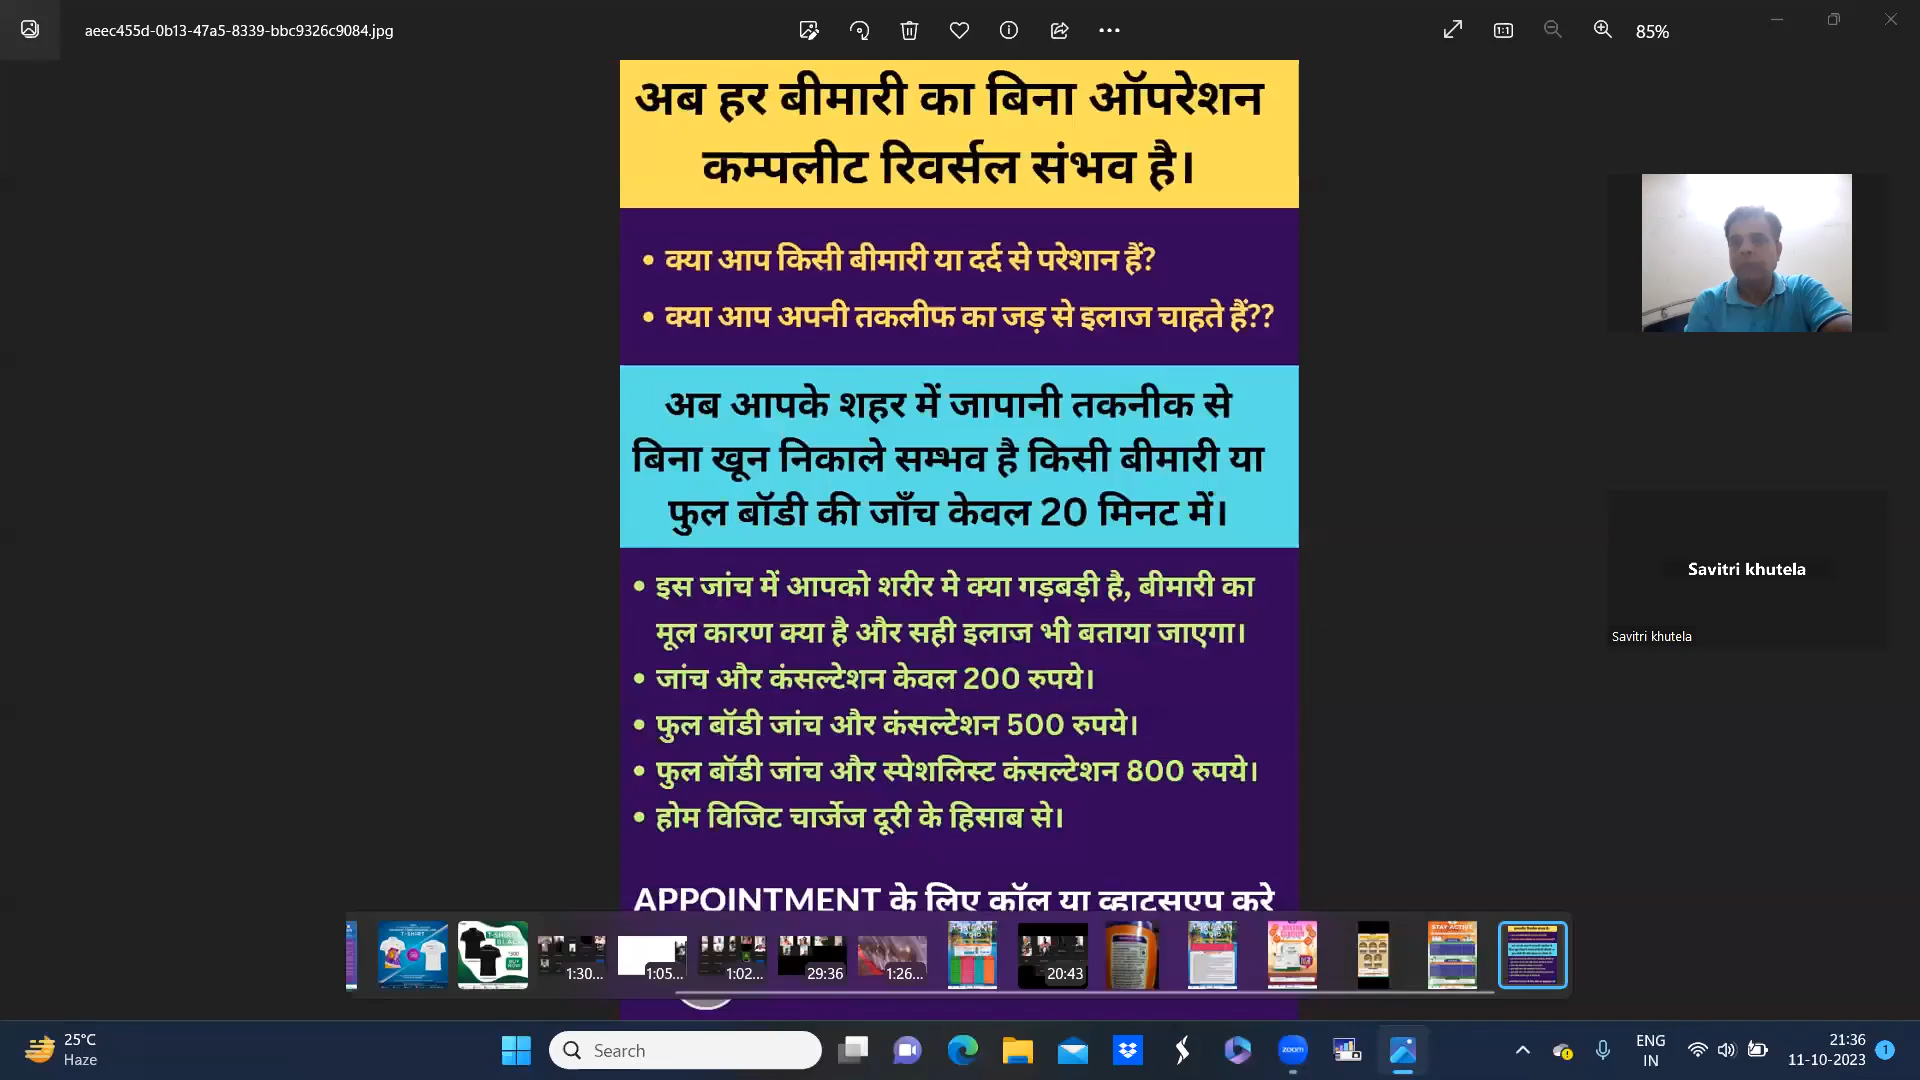 aeec455d-0b13-47a5-8339-bbc9326c9084.jpg
85%
अब हर बीमारी का बिना ऑपरेशन
कम्पलीट रिवर्सल संभव है।
• क्या आप किसी बीमारी या दर्द से परेशान हैं?
• क्या आप अपनी तकलीफ का जड़ से इलाज चाहते हैं??
अब आपके शहर में जापानी तकनीक से
बिना खून निकाले सम्भव है किसी बीमारी या
फुल बॉडी की जाँच केवल 20 मिनट में।
• इस जांच में आपको शरीर मे क्या गड़बड़ी है, बीमारी का
मूल कारण क्या है और सही इलाज भी बताया जाएगा।
• जांच और कंसल्टेशन केवल 200 रुपये।
• फुल बॉडी जांच और कंसल्टेशन 500 रुपये।
• फुल बॉडी जांच और स्पेशलिस्ट कंसल्टेशन 800 रुपये।
• होम विजिट चार्जेज दूरी के हिसाब से।
APPOINTMENT के लिए कॉल या व्हाटसएप करे
Savitri khutela
Savitri khutela
1:30...
1:05...
1:02...
29:36
1:26...
20:43
25°C
Haze
Search
zoom
ENG
IN
21:36
11-10-2023
1